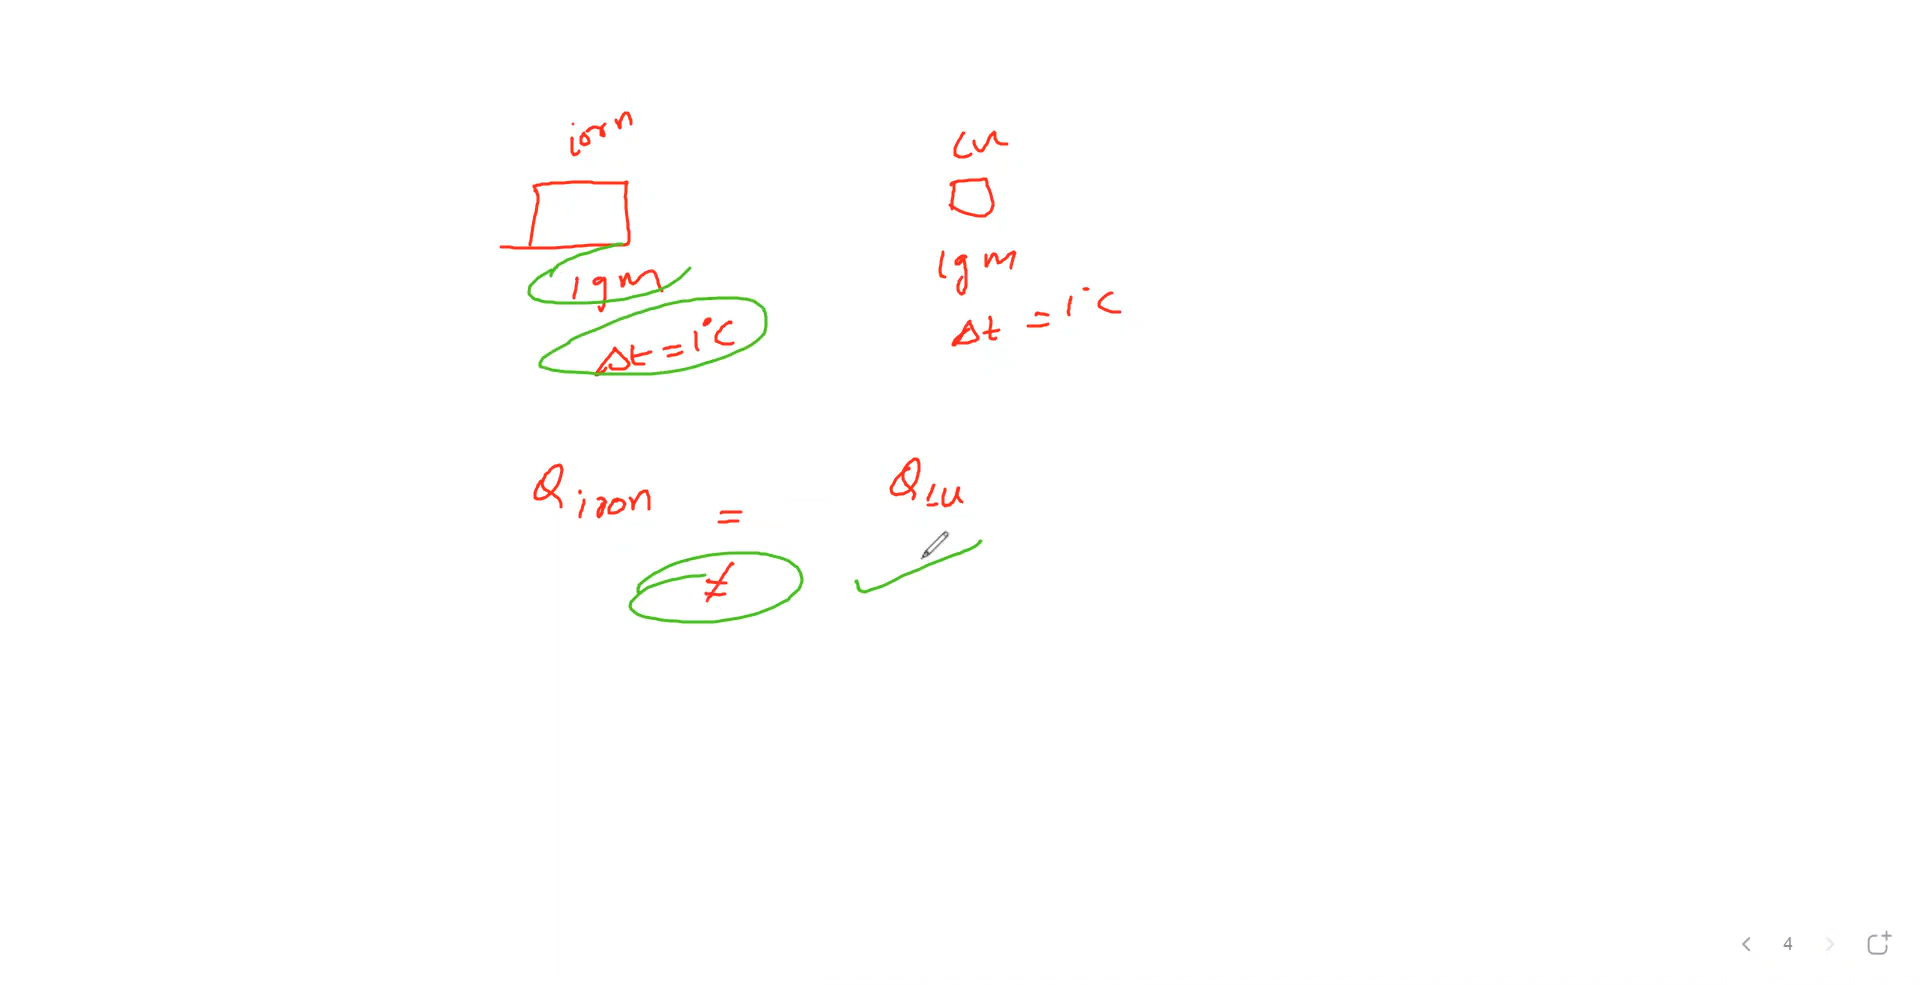 iorn
Cu
1gm
1gm
Δt = 1°C
Δt = 1°C
Q iron = Q cu
≠
4